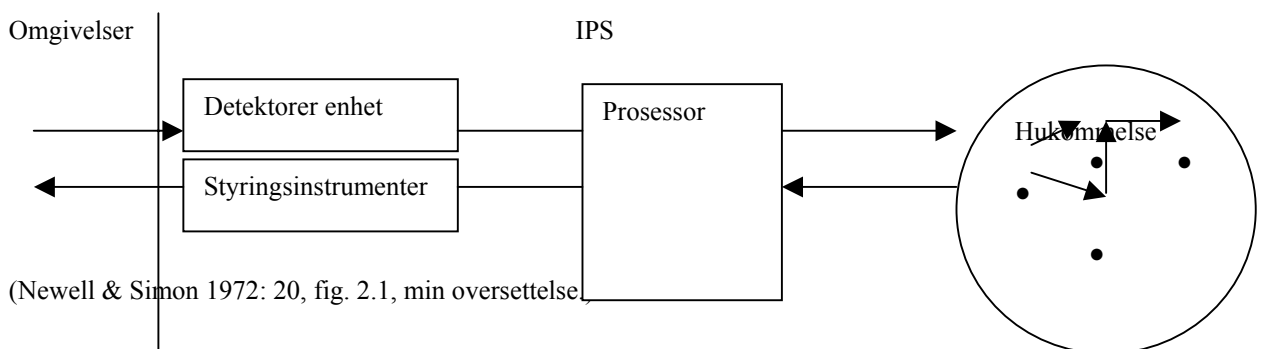 Omgivelser IPS
Detektorer enhet
Prosessor
Hukommelse
Styringsinstrumenter
(Newell & Simon 1972: 20, fig. 2.1, min oversettelse.)